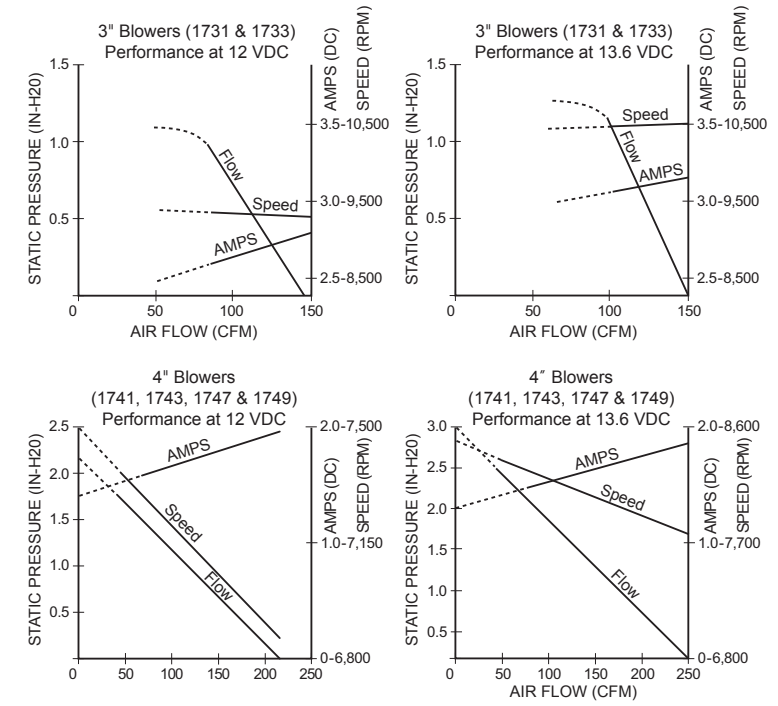 3" Blowers (1731 & 1733)
Performance at 12 VDC
STATIC PRESSURE (IN-H20)
AMPS (DC)
SPEED (RPM)
1.5
1.0
0.5
3.5-10,500
3.0-9,500
2.5-8,500
Flow
Speed
AMPS
0
50
100
150
AIR FLOW (CFM)
3" Blowers (1731 & 1733)
Performance at 13.6 VDC
STATIC PRESSURE (IN-H20)
AMPS (DC)
SPEED (RPM)
1.5
1.0
0.5
3.5-10,500
3.0-9,500
2.5-8,500
Speed
Flow
AMPS
0
50
100
150
AIR FLOW (CFM)
4" Blowers
(1741, 1743, 1747 & 1749)
Performance at 12 VDC
STATIC PRESSURE (IN-H20)
AMPS (DC)
SPEED (RPM)
2.5
2.0
1.5
1.0
0.5
2.0-7,500
1.0-7,150
0-6,800
AMPS
Speed
Flow
0
50
100
150
200
250
4″ Blowers
(1741, 1743, 1747 & 1749)
Performance at 13.6 VDC
STATIC PRESSURE (IN-H20)
AMPS (DC)
SPEED (RPM)
3.0
2.5
2.0
1.5
1.0
0.5
2.0-8,600
1.0-7,700
0-6,800
AMPS
Speed
Flow
0
50
100
150
200
250
AIR FLOW (CFM)